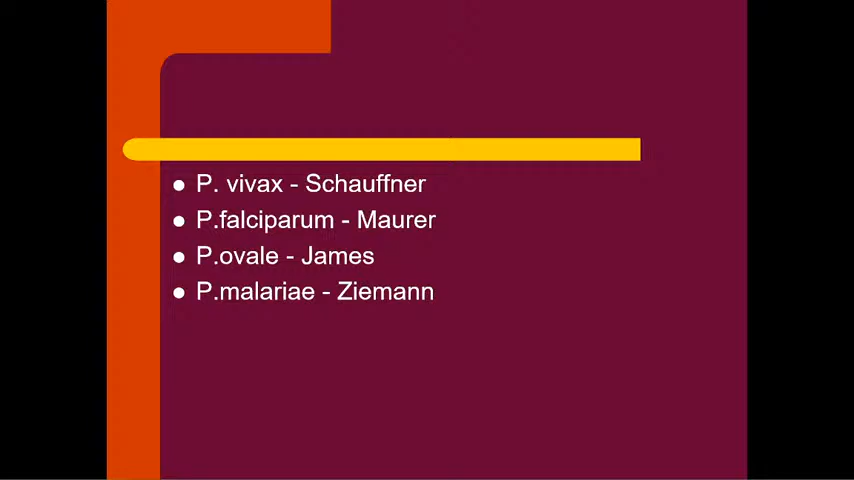 ● P. vivax - Schauffner
● P.falciparum - Maurer
● P.ovale - James
● P.malariae - Ziemann